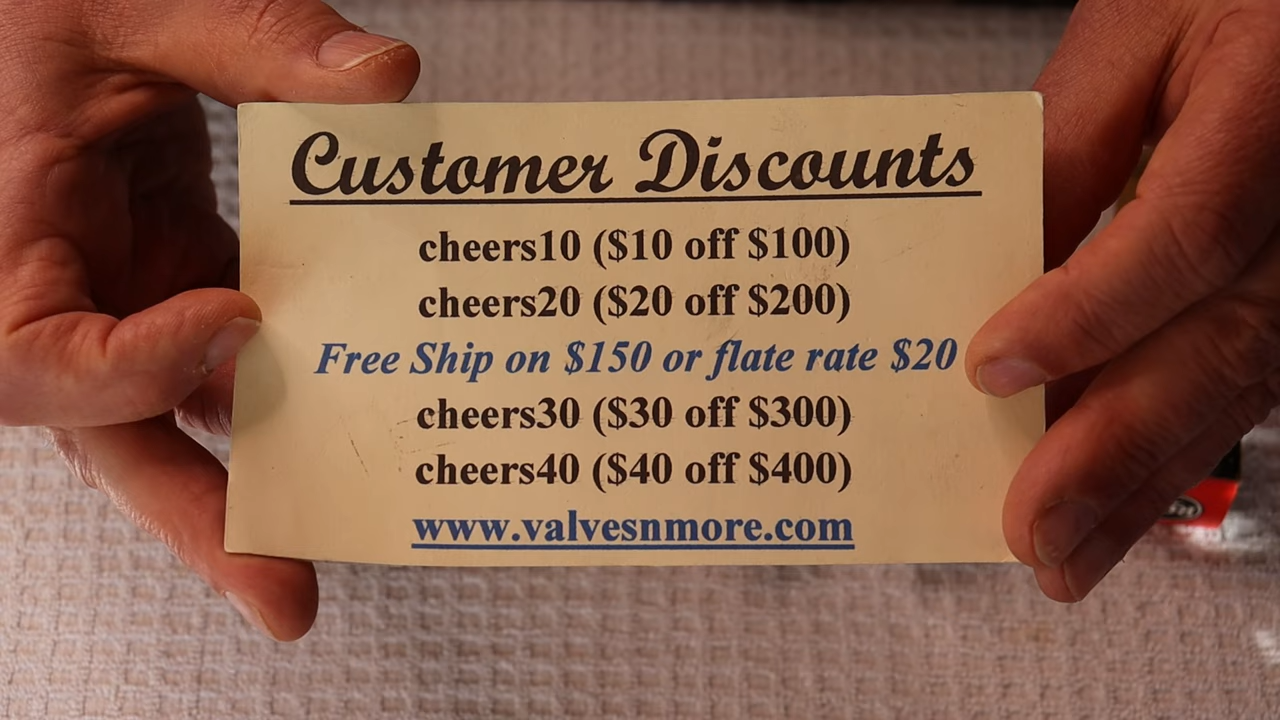 Customer Discounts
cheers10 ($10 off $100)
cheers20 ($20 off $200)
Free Ship on $150 or flate rate $20
cheers30 ($30 off $300)
cheers40 ($40 off $400)
www.valvesnmore.com